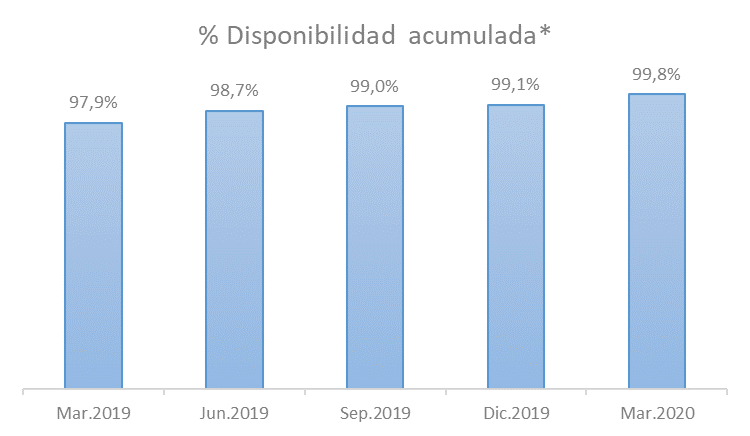 % Disponibilidad acumulada*
97,9%
98,7%
99,0%
99,1%
99,8%
Mar.2019
Jun.2019
Sep.2019
Dic.2019
Mar.2020